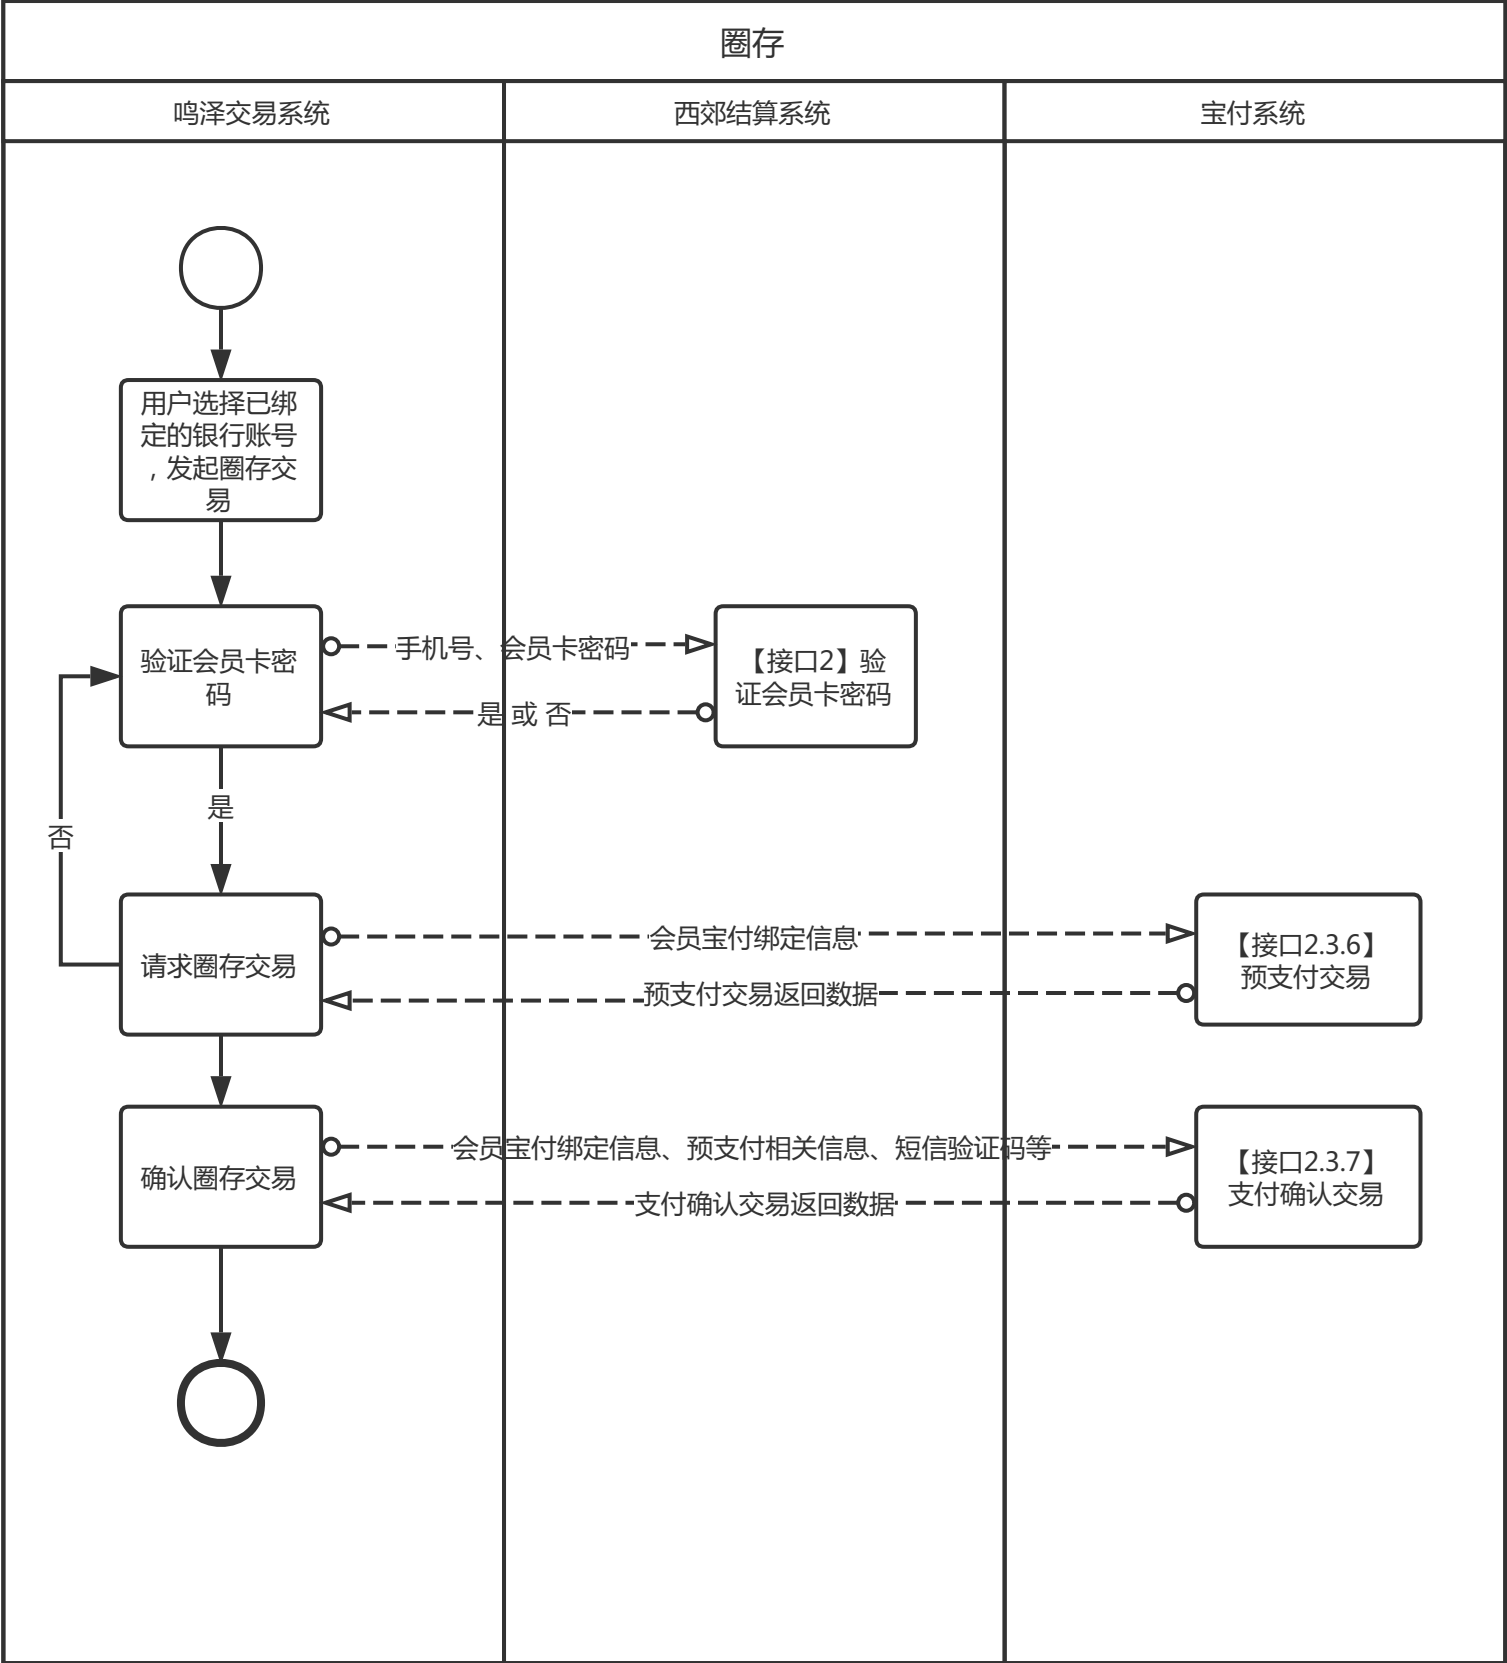 圈存
鸣泽交易系统
西郊结算系统
宝付系统
用户选择已绑
定的银行账号
，发起圈存交
易
验证会员卡密
码
手机号、会员卡密码
是 或 否
【接口2】验
证会员卡密码
是
否
请求圈存交易
会员宝付绑定信息
预支付交易返回数据
【接口2.3.6】
预支付交易
确认圈存交易
会员宝付绑定信息、预支付相关信息、短信验证码等
支付确认交易返回数据
【接口2.3.7】
支付确认交易